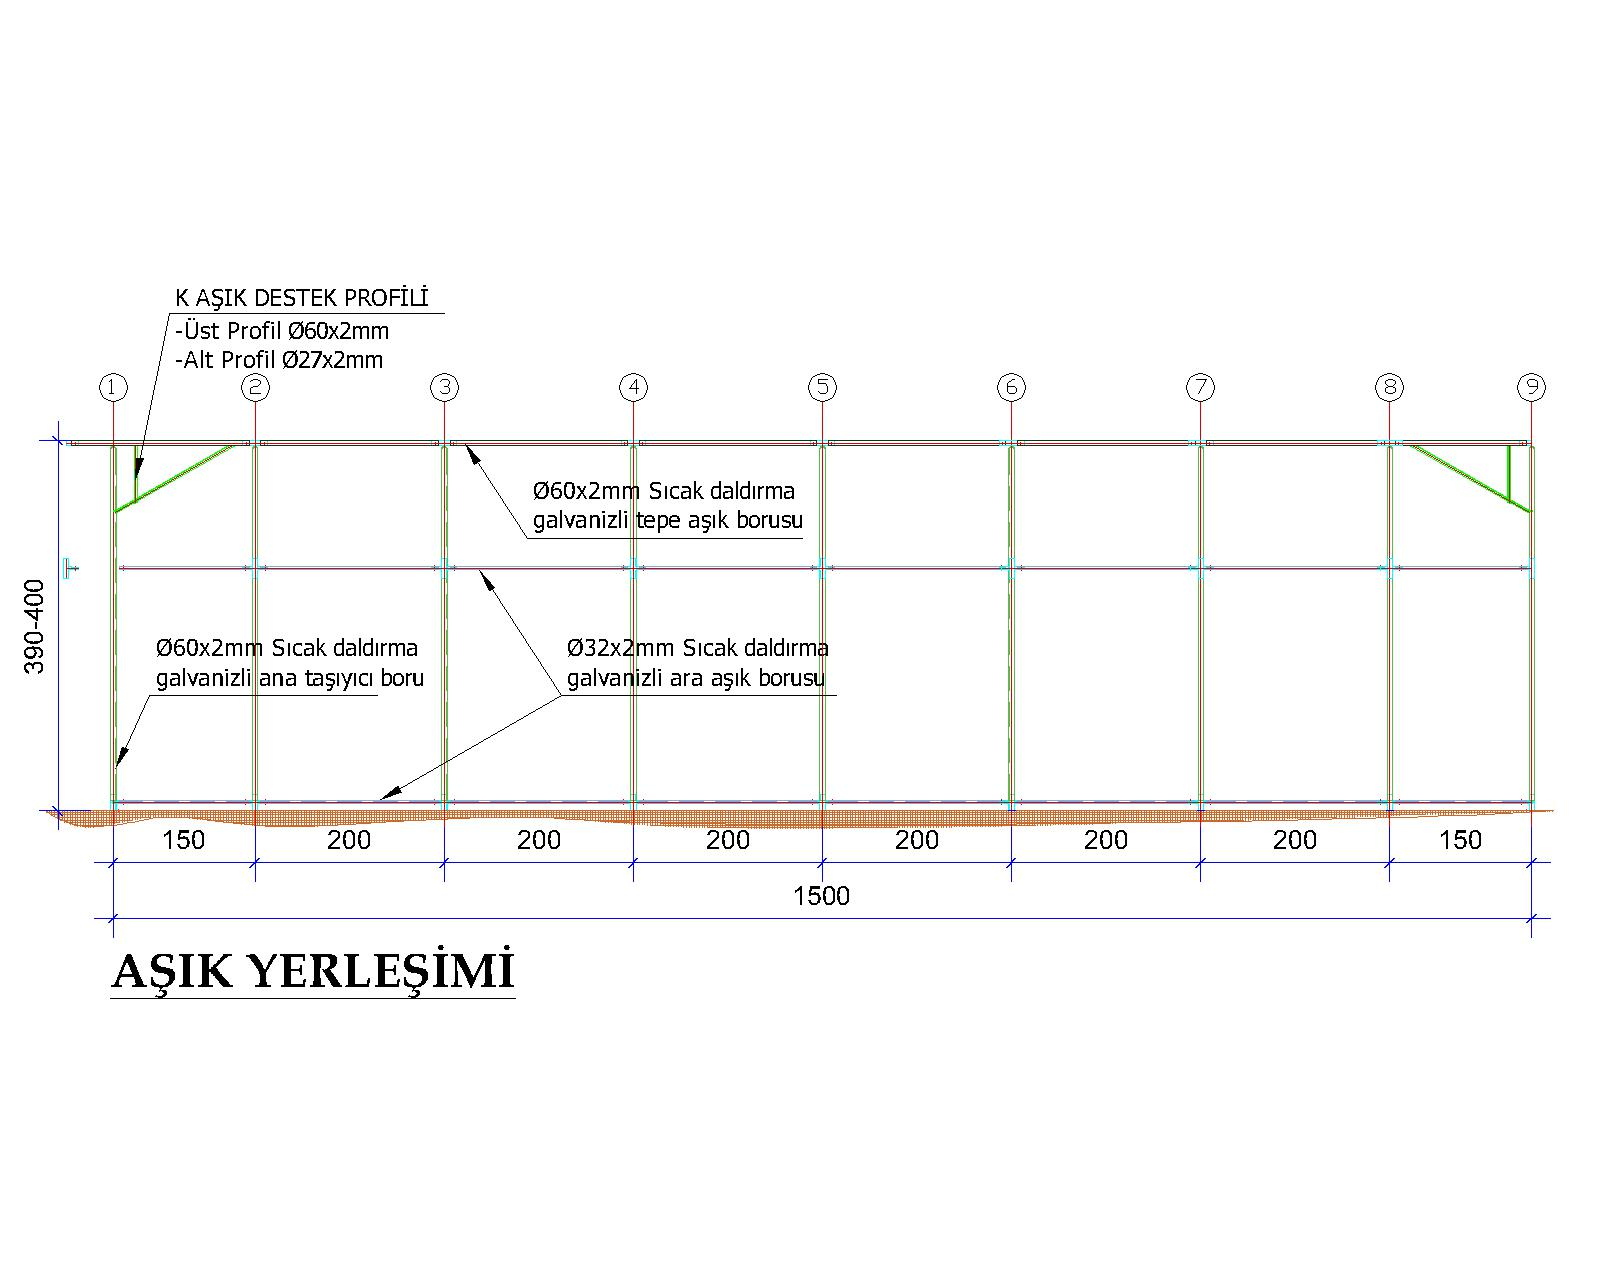 K AŞIK DESTEK PROFİLİ
-Üst Profil Ø60x2mm
-Alt Profil Ø27x2mm
1 2 3 4 5 6 7 8 9
Ø60x2mm Sıcak daldırma
galvanizli tepe aşık borusu
390-400
Ø60x2mm Sıcak daldırma
galvanizli ana taşıyıcı boru
Ø32x2mm Sıcak daldırma
galvanizli ara aşık borusu
150 200 200 200 200 200 200 150
1500
AŞIK YERLEŞİMİ